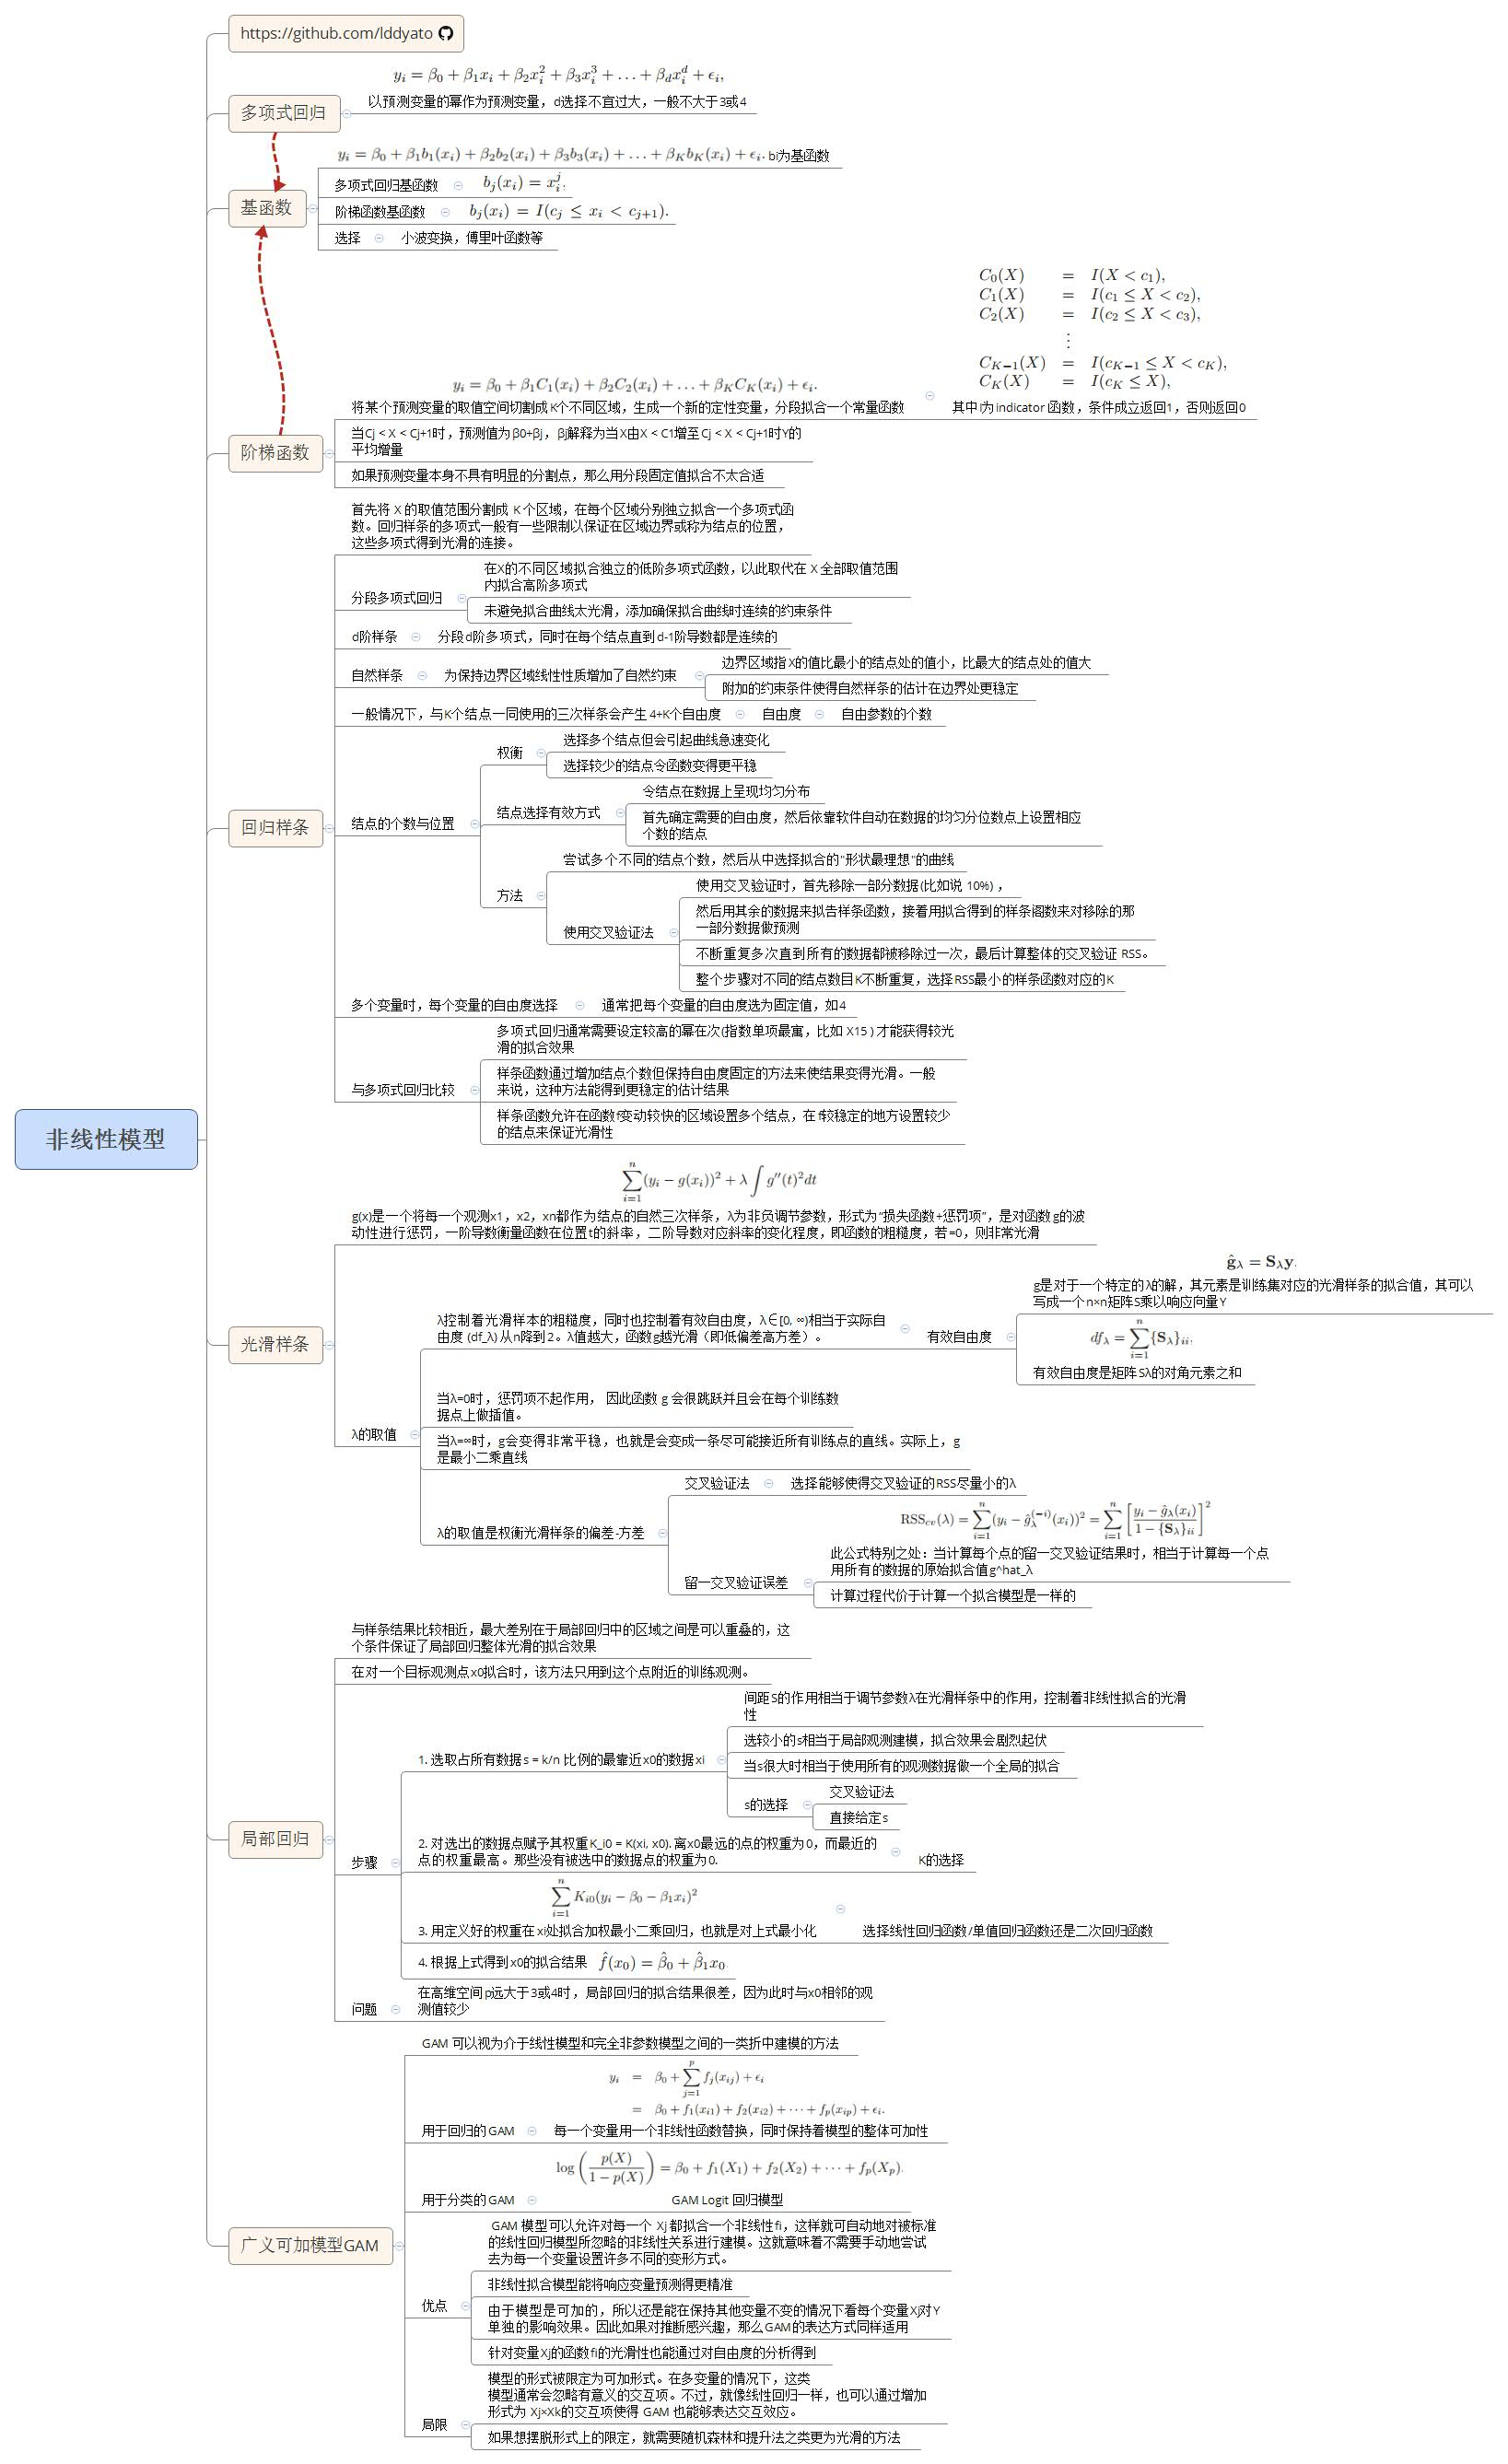 https://github.com/lddyato
y_i = β_0 + β_1x_i + β_2x_i^2 + β_3x_i^3 + … + β_dx_i^d + ϵ_i,
多项式回归
以预测变量的幂作为预测变量，d选择不宜过大，一般不大于3或4
y_i = β_0 + β_1b_1(x_i) + β_2b_2(x_i) + β_3b_3(x_i) + … + β_Kb_K(x_i) + ϵ_i. bi为基函数
多项式回归基函数 b_j(x_i) = x_i^j,
基函数
阶梯函数基函数 b_j(x_i) = I(c_j ≤ x_i < c_{j+1}).
选择 小波变换，傅里叶函数等
C_0(X) = I(X < c_1),
C_1(X) = I(c_1 ≤ X < c_2),
C_2(X) = I(c_2 ≤ X < c_3),
⋮
C_{K−1}(X) = I(c_{K−1} ≤ X < c_K),
C_K(X) = I(c_K ≤ X),
y_i = β_0 + β_1C_1(x_i) + β_2C_2(x_i) + … + β_KC_K(x_i) + ϵ_i.
将某个预测变量的取值空间切割成K个不同区域，生成一个新的定性变量，分段拟合一个常量函数
其中I为indicator 函数，条件成立返回1，否则返回0
阶梯函数
当Cj < X < Cj+1时，预测值为β0+βj，βj解释为当X由X < C1增至Cj < X < Cj+1时Y的
平均增量
如果预测变量本身不具有明显的分割点，那么用分段固定值拟合不太合适
首先将 X 的取值范围分割成 K 个区域，在每个区域分别独立拟合一个多项式函
数。回归样条的多项式一般有一些限制以保证在区域边界或称为结点的位置，
这些多项式得到光滑的连接。
分段多项式回归
在X的不同区域拟合独立的低阶多项式函数，以此取代在 X 全部取值范围
内拟合高阶多项式
未避免拟合曲线太光滑，添加确保拟合曲线时连续的约束条件
d阶样条 分段d阶多项式，同时在每个结点直到d-1阶导数都是连续的
自然样条 为保持边界区域线性性质增加了自然约束
边界区域指X的值比最小的结点处的值小，比最大的结点处的值大
附加的约束条件使得自然样条的估计在边界处更稳定
一般情况下，与K个结点一同使用的三次样条会产生 4+K个自由度 自由度 自由参数的个数
回归样条
结点的个数与位置
权衡
选择多个结点但会引起曲线急速变化
选择较少的结点令函数变得更平稳
结点选择有效方式
令结点在数据上呈现均匀分布
首先确定需要的自由度，然后依靠软件自动在数据的均匀分位数点上设置相应
个数的结点
方法
尝试多个不同的结点个数，然后从中选择拟合的"形状最理想"的曲线
使用交叉验证法
使用交叉验证时，首先移除一部分数据(比如说 10%)，
然后用其余的数据来拟告样条函数，接着用拟合得到的样条阁数来对移除的那
一部分数据做预测
不断重复多次直到所有的数据都被移除过一次，最后计算整体的交叉验证 RSS。
整个步骤对不同的结点数目K不断重复，选择RSS最小的样条函数对应的K
多个变量时，每个变量的自由度选择 通常把每个变量的自由度选为固定值，如4
与多项式回归比较
多项式回归通常需要设定较高的幂在次(指数单项最寓，比如 X15 ) 才能获得较光
滑的拟合效果
样条函数通过增加结点个数但保持自由度固定的方法来使结果变得光滑。一般
来说，这种方法能得到更稳定的估计结果
样条函数允许在函数f变动较快的区域设置多个结点，在f较稳定的地方设置较少
的结点来保证光滑性
非线性模型
∑_{i=1}^n (y_i − g(x_i))^2 + λ ∫ g″(t)^2dt
g(x)是一个将每一个观测x1，x2，xn都作为结点的自然三次样条，λ为非负调节参数，形式为“损失函数+惩罚项”，是对函数g的波
动性进行惩罚，一阶导数衡量函数在位置t的斜率，二阶导数对应斜率的变化程度，即函数的粗糙度，若=0，则非常光滑
光滑样条
λ的取值
λ控制着光滑样本的粗糙度，同时也控制着有效自由度，λ∈[0, ∞)相当于实际自
由度 (df_λ) 从n降到2。λ值越大，函数g越光滑（即低偏差高方差）。
有效自由度
ĝ_λ = S_λy.
g是对于一个特定的λ的解，其元素是训练集对应的光滑样条的拟合值，其可以
写成一个n×n矩阵S乘以响应向量Y
df_λ = ∑_{i=1}^n {S_λ}_{ii},
有效自由度是矩阵Sλ的对角元素之和
当λ=0时，惩罚项不起作用， 因此函数 g 会很跳跃并且会在每个训练数
据点上做插值。
当λ=∞时，g会变得非常平稳，也就是会变成一条尽可能接近所有训练点的直线。实际上，g
是最小二乘直线
λ的取值是权衡光滑样条的偏差-方差
交叉验证法 选择能够使得交叉验证的RSS尽量小的λ
留一交叉验证误差
RSS_cv(λ) = ∑_{i=1}^n (y_i − ĝ_λ^{(−i)}(x_i))^2 = ∑_{i=1}^n [(y_i − ĝ_λ(x_i))/(1 − {S_λ}_{ii})]^2
此公式特别之处：当计算每个点的留一交叉验证结果时，相当于计算每一个点
用所有的数据的原始拟合值g^hat_λ
计算过程代价于计算一个拟合模型是一样的
与样条结果比较相近，最大差别在于局部回归中的区域之间是可以重叠的，这
个条件保证了局部回归整体光滑的拟合效果
在对一个目标观测点x0拟合时，该方法只用到这个点附近的训练观测。
局部回归
步骤
1. 选取占所有数据s = k/n 比例的最靠近x0的数据xi
间距S的作用相当于调节参数λ在光滑样条中的作用，控制着非线性拟合的光滑
性
选较小的s相当于局部观测建模，拟合效果会剧烈起伏
当s很大时相当于使用所有的观测数据做一个全局的拟合
s的选择
交叉验证法
直接给定s
2. 对选出的数据点赋予其权重K_i0 = K(xi, x0). 离x0最远的点的权重为0，而最近的
点的权重最高。那些没有被选中的数据点的权重为0.
K的选择
∑_{i=1}^n K_{i0}(y_i − β_0 − β_1x_i)^2
3. 用定义好的权重在xi处拟合加权最小二乘回归，也就是对上式最小化
选择线性回归函数/单值回归函数还是二次回归函数
4. 根据上式得到x0的拟合结果 f̂(x_0) = β̂_0 + β̂_1x_0.
问题
在高维空间p远大于3或4时，局部回归的拟合结果很差，因为此时与x0相邻的观
测值较少
广义可加模型GAM
GAM 可以视为介于线性模型和完全非参数模型之间的一类折中建模的方法
y_i = β_0 + ∑_{j=1}^p f_j(x_{ij}) + ϵ_i
= β_0 + f_1(x_{i1}) + f_2(x_{i2}) + ⋯ + f_p(x_{ip}) + ϵ_i.
用于回归的GAM 每一个变量用一个非线性函数替换，同时保持着模型的整体可加性
log(p(X)/(1 − p(X))) = β_0 + f_1(X_1) + f_2(X_2) + ⋯ + f_p(X_p).
用于分类的GAM GAM Logit 回归模型
优点
GAM 模型可以允许对每一个 Xj 都拟合一个非线性fi，这样就可自动地对被标准
的线性回归模型所忽略的非线性关系进行建模。这就意味着不需要手动地尝试
去为每一个变量设置许多不同的变形方式。
非线性拟合模型能将响应变量预测得更精准
由于模型是可加的，所以还是能在保持其他变量不变的情况下看每个变量Xj对Y
单独的影响效果。因此如果对推断感兴趣，那么GAM的表达方式同样适用
针对变量Xj的函数fi的光滑性也能通过对自由度的分析得到
局限
模型的形式被限定为可加形式。在多变量的情况下，这类
模型通常会忽略有意义的交互项。不过，就像线性回归一样，也可以通过增加
形式为 Xj×Xk的交互项使得 GAM 也能够表达交互效应。
如果想摆脱形式上的限定，就需要随机森林和提升法之类更为光滑的方法